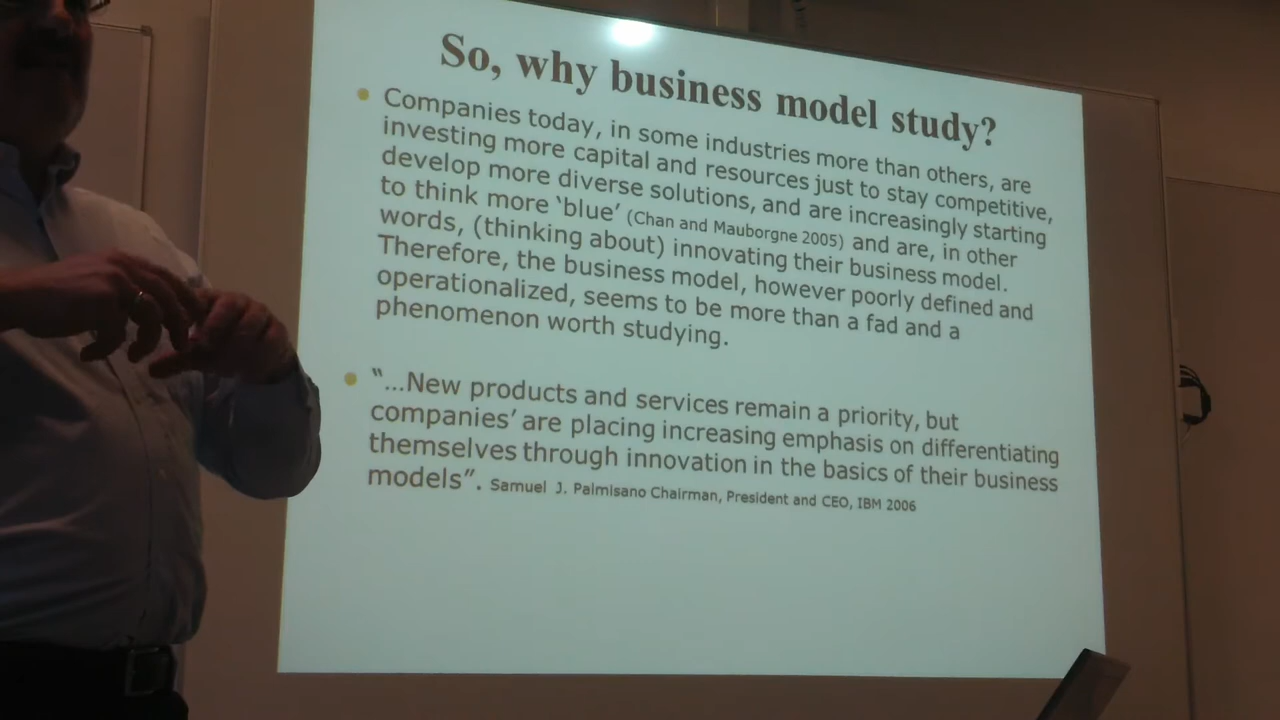 So, why business model study?
Companies today, in some industries more than others, are
investing more capital and resources just to stay competitive,
develop more diverse solutions, and are increasingly starting
to think more ‘blue’ (Chan and Mauborgne 2005) and are, in other
words, (thinking about) innovating their business model.
Therefore, the business model, however poorly defined and
operationalized, seems to be more than a fad and a
phenomenon worth studying.
“...New products and services remain a priority, but
companies’ are placing increasing emphasis on differentiating
themselves through innovation in the basics of their business
models”. Samuel J. Palmisano Chairman, President and CEO, IBM 2006